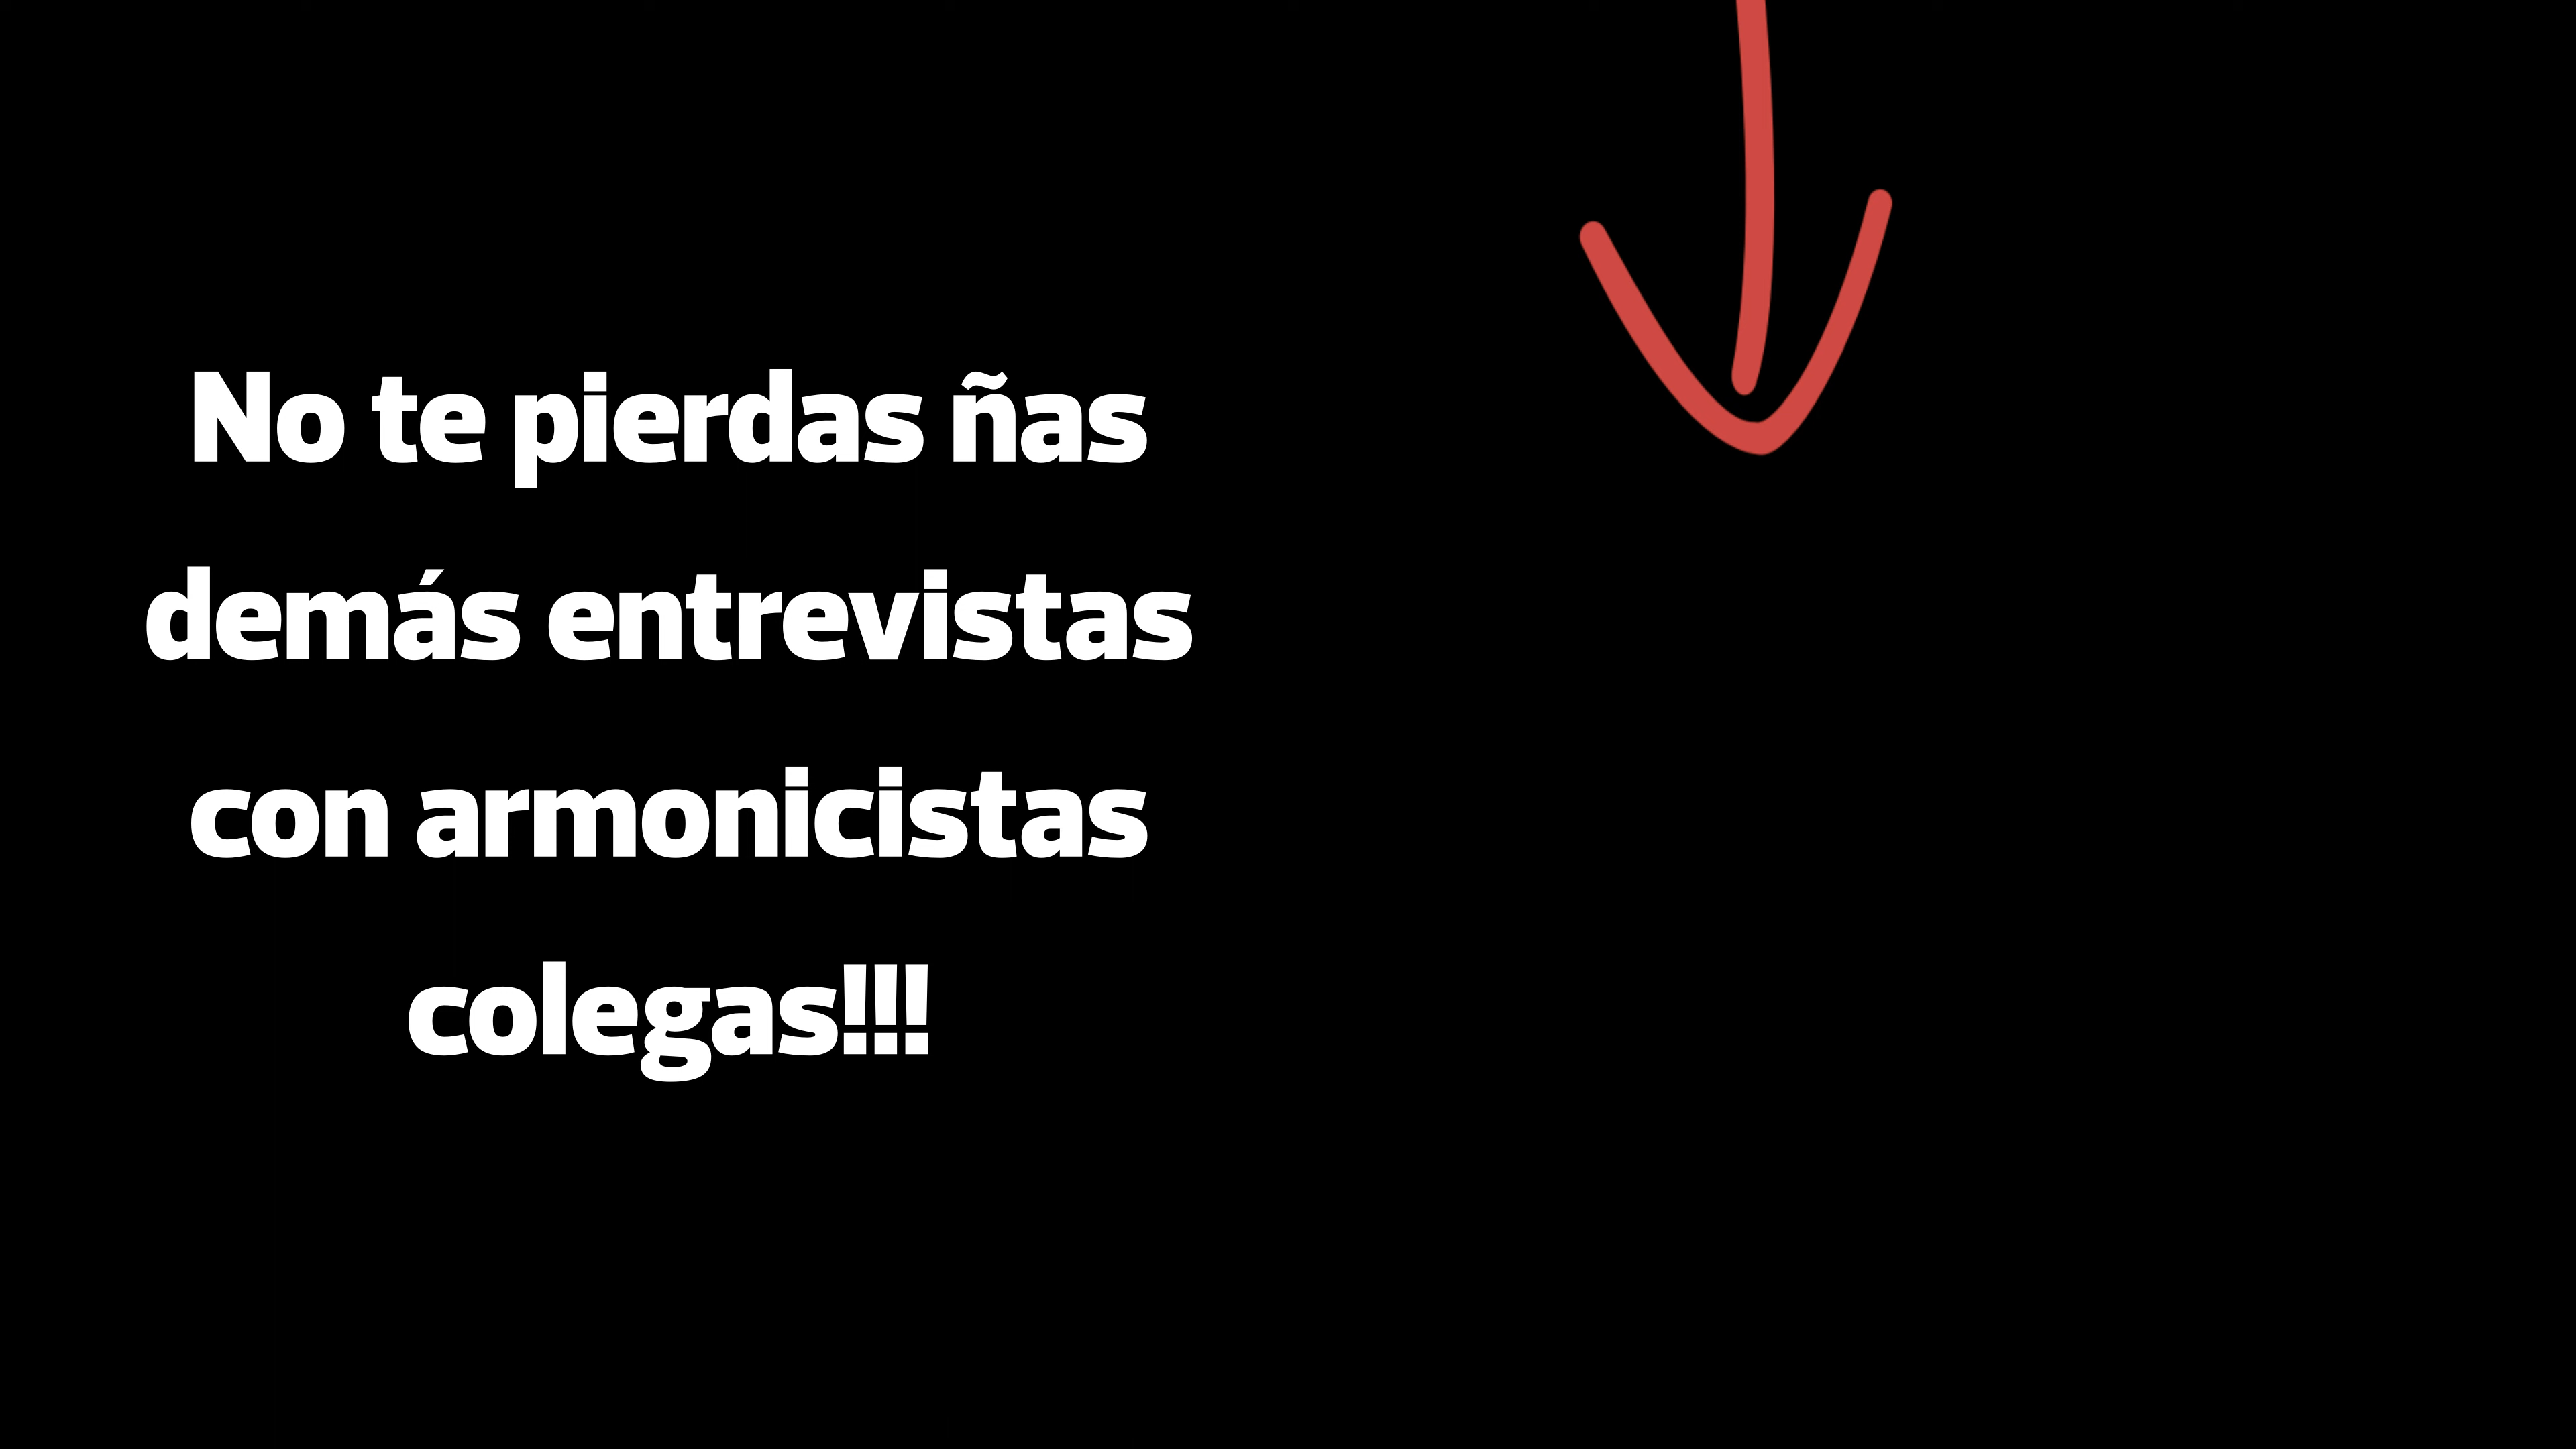 No te pierdas ñas
demás entrevistas
con armonicistas
colegas!!!